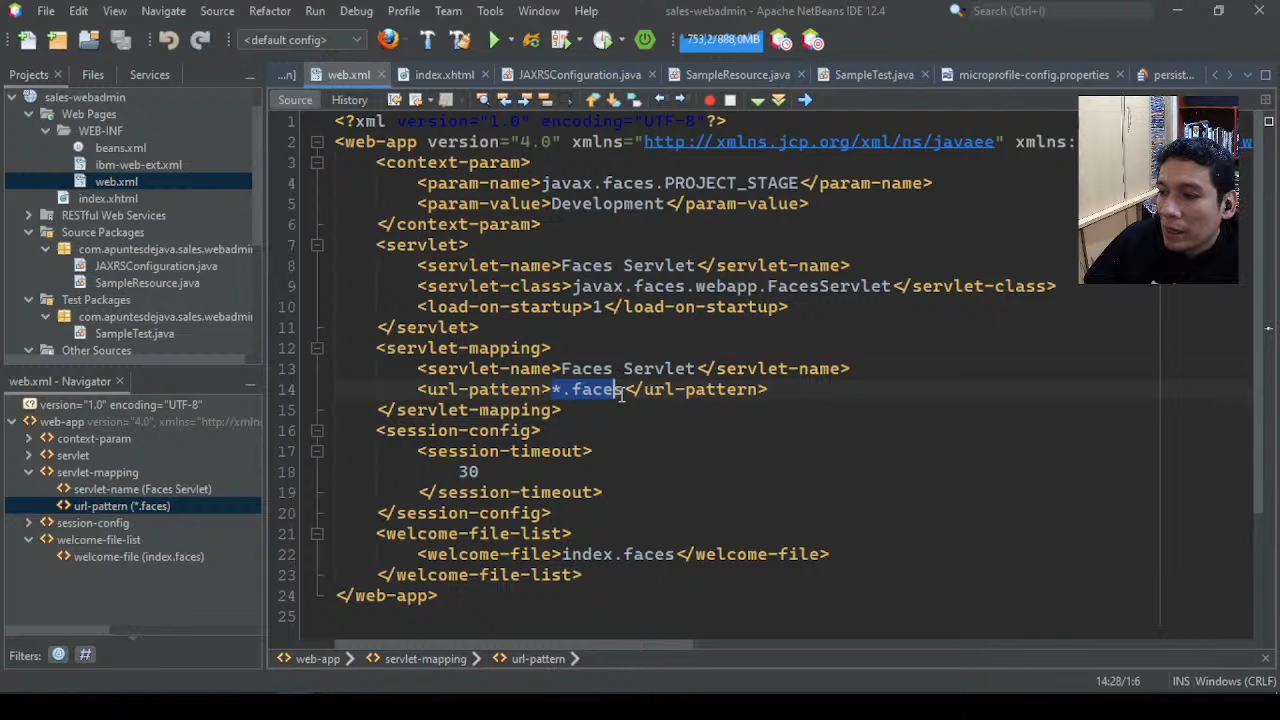 File Edit View Navigate Source Refactor Run Debug Profile Team Tools Window Help sales-webadmin - Apache NetBeans IDE 12.4 Search (Ctrl+I)
<default config> 753,2/888,0MB
Projects Files Services
...n] web.xml index.xhtml JAXRSConfiguration.java SampleResource.java SampleTest.java microprofile-config.properties persist...
Source History
sales-webadmin
Web Pages
WEB-INF
beans.xml
ibm-web-ext.xml
web.xml
index.xhtml
RESTful Web Services
Source Packages
com.apuntesdejava.sales.webadmin
JAXRSConfiguration.java
SampleResource.java
Test Packages
com.apuntesdejava.sales.webadmin
SampleTest.java
Other Sources
web.xml - Navigator
version="1.0" encoding="UTF-8"
web-app version="4.0", xmlns="http://xmlns
context-param
servlet
servlet-mapping
servlet-name (Faces Servlet)
url-pattern (*.faces)
session-config
welcome-file-list
welcome-file (index.faces)
Filters:
1 <?xml version="1.0" encoding="UTF-8"?>
2 <web-app version="4.0" xmlns="http://xmlns.jcp.org/xml/ns/javaee" xmlns:
3 <context-param>
4 <param-name>javax.faces.PROJECT_STAGE</param-name>
5 <param-value>Development</param-value>
6 </context-param>
7 <servlet>
8 <servlet-name>Faces Servlet</servlet-name>
9 <servlet-class>javax.faces.webapp.FacesServlet</servlet-class>
10 <load-on-startup>1</load-on-startup>
11 </servlet>
12 <servlet-mapping>
13 <servlet-name>Faces Servlet</servlet-name>
14 <url-pattern>*.faces</url-pattern>
15 </servlet-mapping>
16 <session-config>
17 <session-timeout>
18 30
19 </session-timeout>
20 </session-config>
21 <welcome-file-list>
22 <welcome-file>index.faces</welcome-file>
23 </welcome-file-list>
24 </web-app>
25
web-app servlet-mapping url-pattern
14:28/1:6 INS Windows (CRLF)